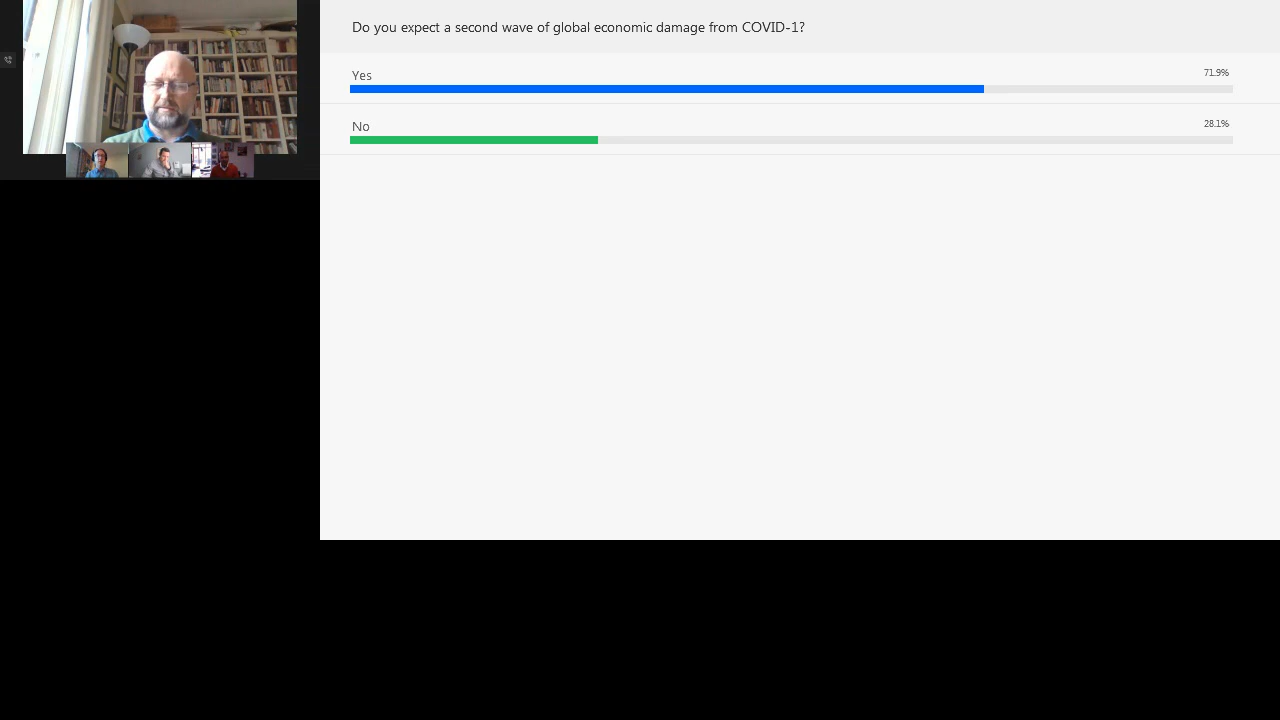 Do you expect a second wave of global economic damage from COVID-1?
Yes
71.9%
No
28.1%